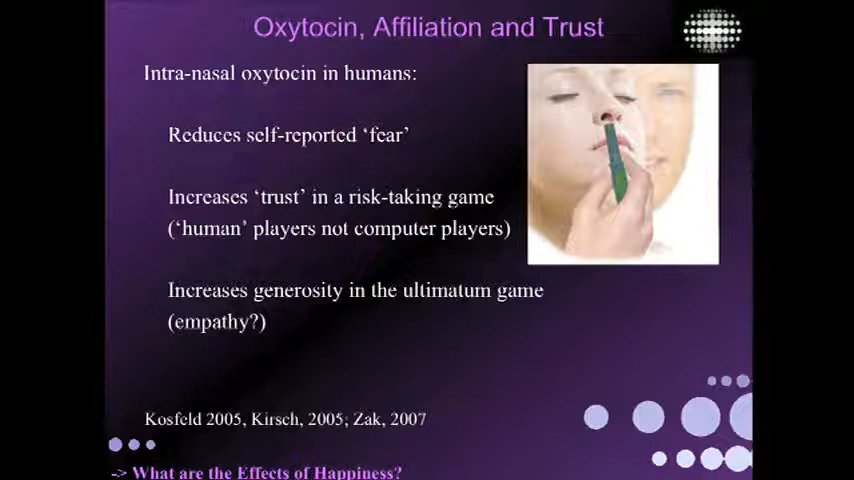 Oxytocin, Affiliation and Trust
Intra-nasal oxytocin in humans:
Reduces self-reported ‘fear’
Increases ‘trust’ in a risk-taking game
(‘human’ players not computer players)
Increases generosity in the ultimatum game
(empathy?)
Kosfeld 2005, Kirsch, 2005; Zak, 2007
-> What are the Effects of Happiness?